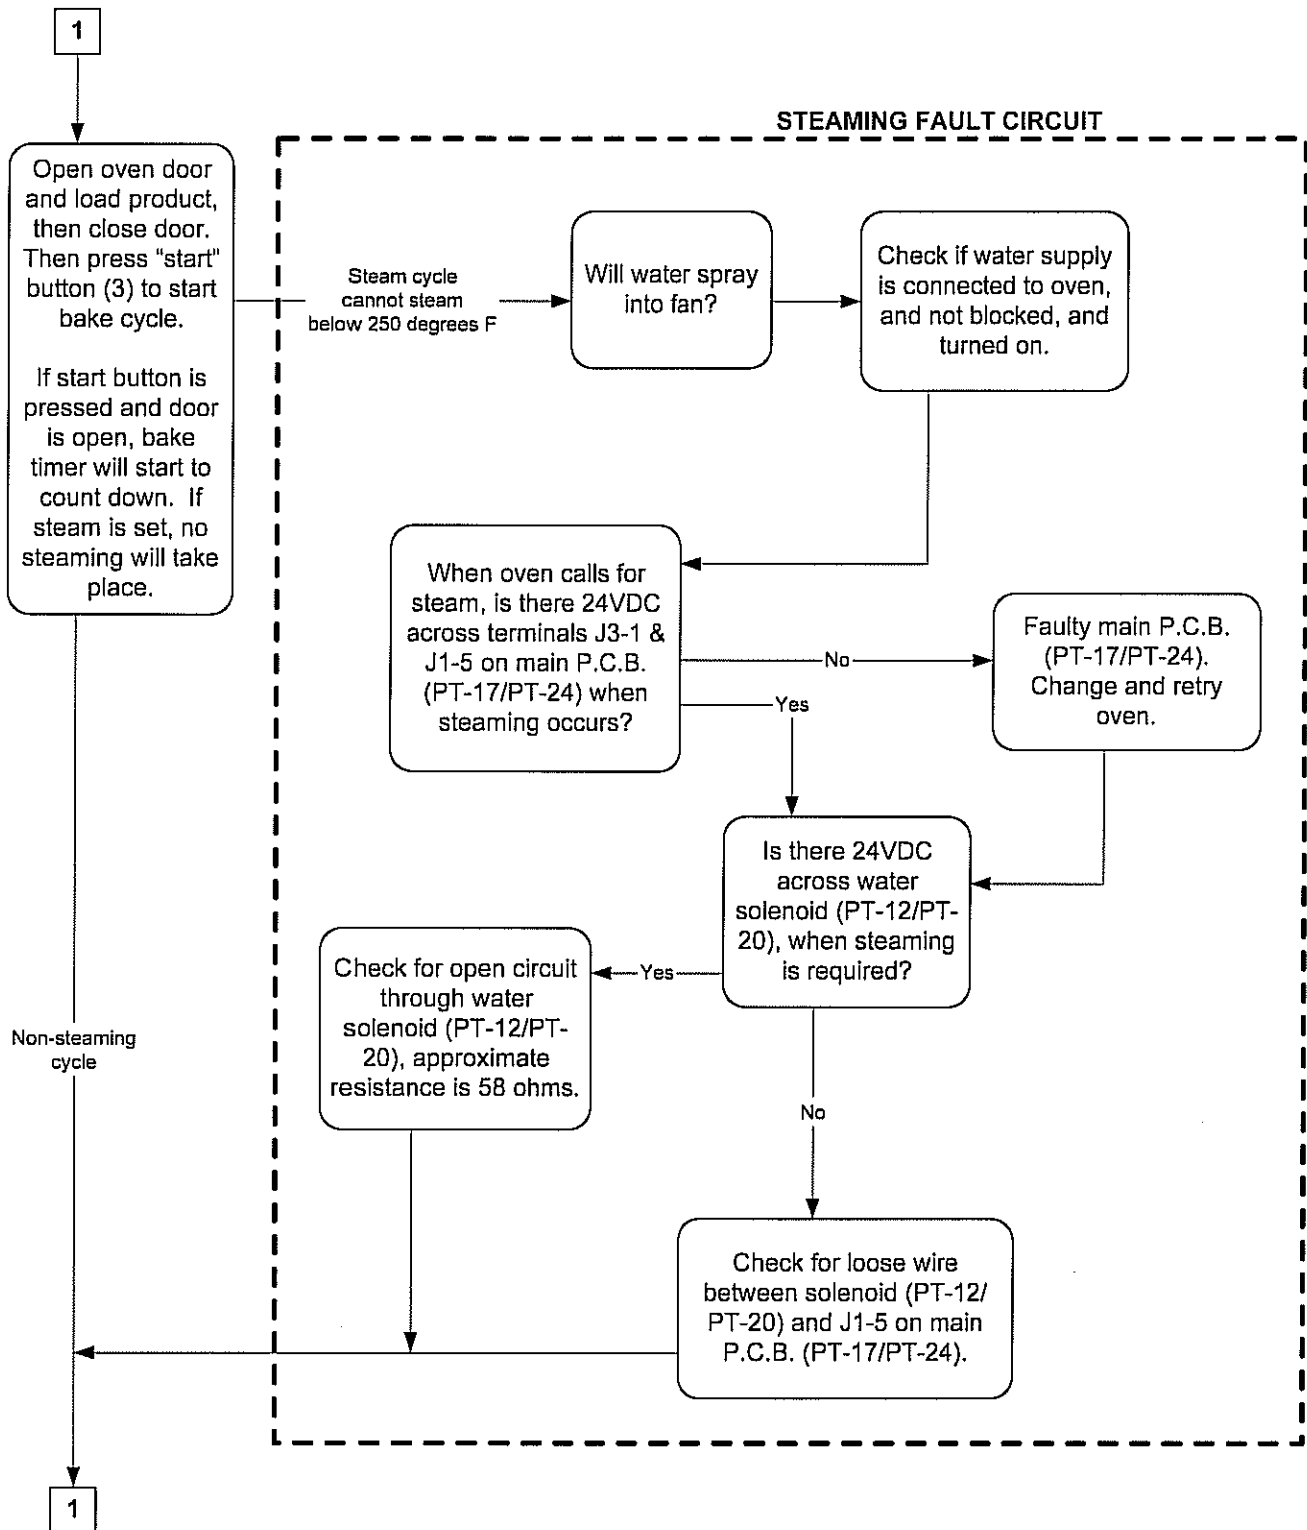 1
STEAMING FAULT CIRCUIT
Open oven door
and load product,
then close door.
Then press "start"
button (3) to start
bake cycle.
If start button is
pressed and door
is open, bake
timer will start to
count down. If
steam is set, no
steaming will take
place.
Steam cycle
cannot steam
below 250 degrees F
Will water spray
into fan?
Check if water supply
is connected to oven,
and not blocked, and
turned on.
When oven calls for
steam, is there 24VDC
across terminals J3-1 &
J1-5 on main P.C.B.
(PT-17/PT-24) when
steaming occurs?
No
Faulty main P.C.B.
(PT-17/PT-24).
Change and retry
oven.
Yes
Is there 24VDC
across water
solenoid (PT-12/PT-
20), when steaming
is required?
Yes
Check for open circuit
through water
solenoid (PT-12/PT-
20), approximate
resistance is 58 ohms.
Non-steaming
cycle
No
Check for loose wire
between solenoid (PT-12/
PT-20) and J1-5 on main
P.C.B. (PT-17/PT-24).
1